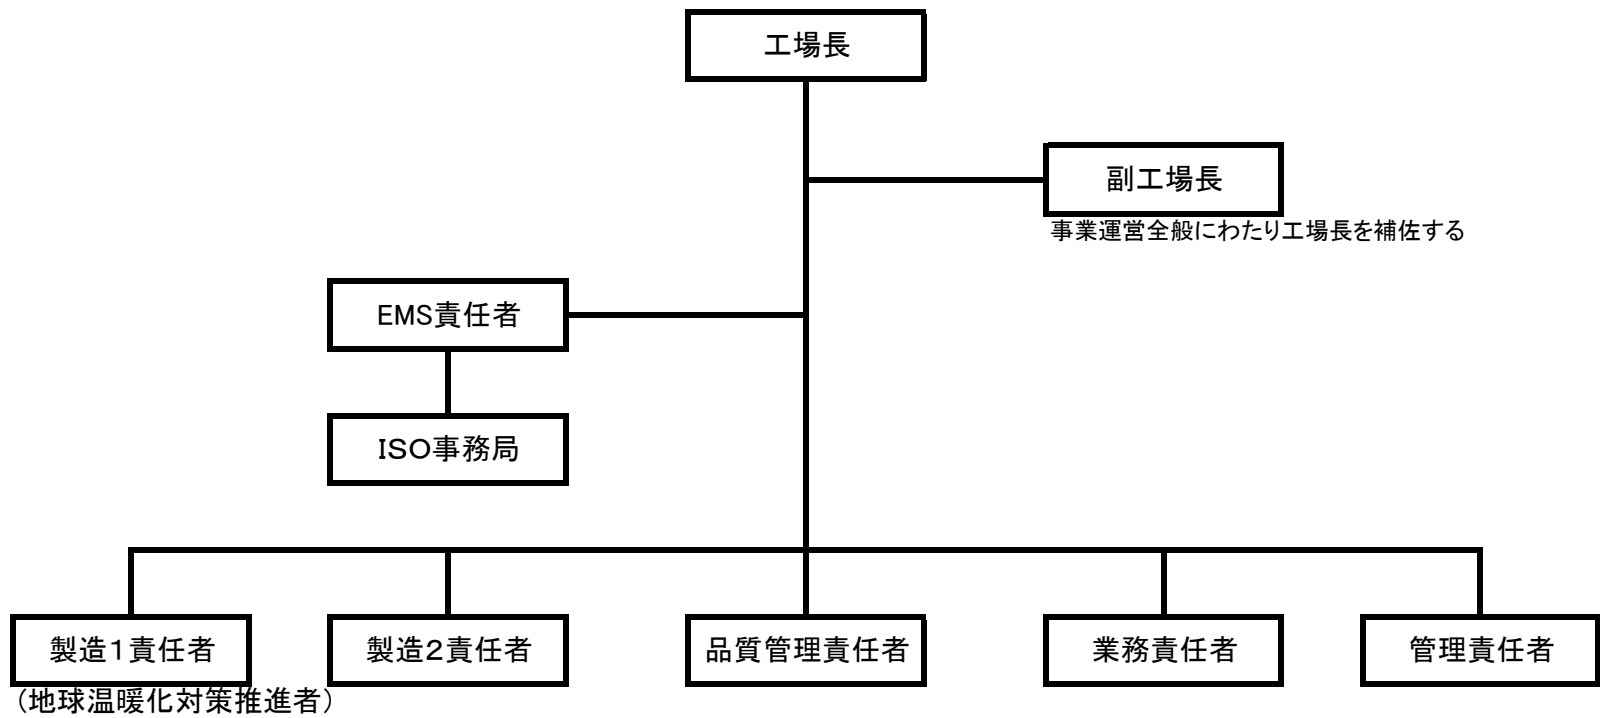 工場長
副工場長
事業運営全般にわたり工場長を補佐する
EMS責任者
ISO事務局
製造1責任者
製造2責任者
品質管理責任者
業務責任者
管理責任者
（地球温暖化対策推進者）